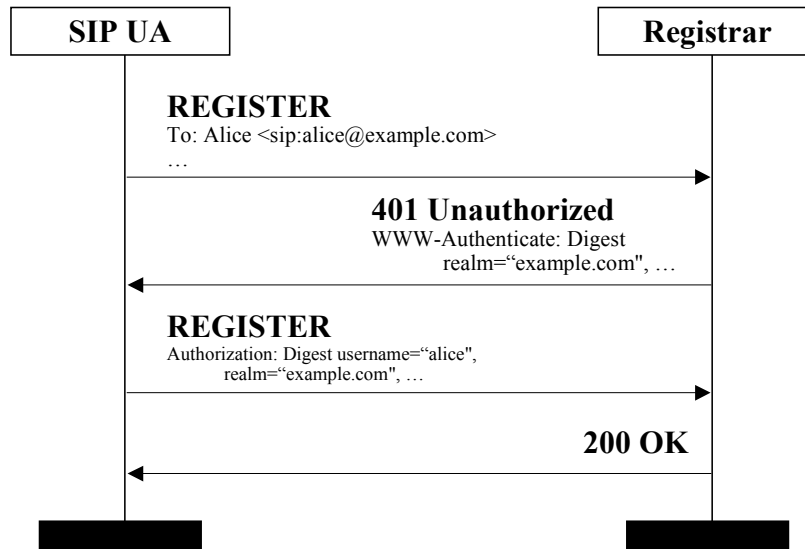 SIP UA
Registrar
REGISTER
To: Alice <sip:alice@example.com>
…
401 Unauthorized
WWW-Authenticate: Digest
realm=“example.com", …
REGISTER
Authorization: Digest username=“alice",
realm=“example.com", …
200 OK